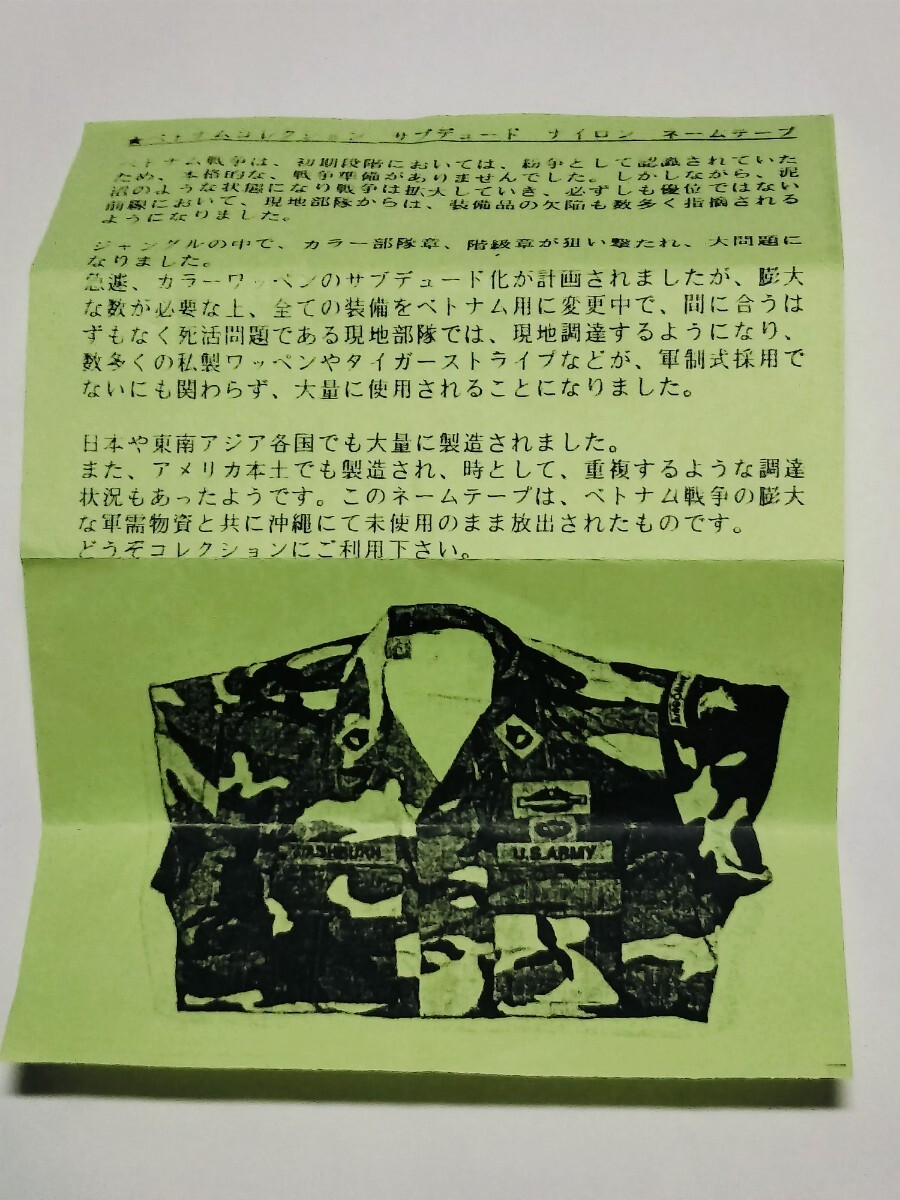 ★ベトナムコレクション サブデュード ナイロン ネームテープ
ベトナム戦争は、初期段階においては、紛争として認識されていた
ため、本格的な、戦争準備がありませんでした。しかしながら、泥
沼のような状態になり戦争は拡大していき、必ずしも優位ではない
前線において、現地部隊からは、装備品の欠陥も数多く指摘される
ようになりました。
ジャングルの中で、カラー部隊章、階級章が狙い撃たれ、大問題に
なりました。
急遽、カラーワッペンのサブデュード化が計画されましたが、膨大
な数が必要な上、全ての装備をベトナム用に変更中で、間に合うは
ずもなく死活問題である現地部隊では、現地調達するようになり、
数多くの私製ワッペンやタイガーストライプなどが、軍制式採用で
ないにも関わらず、大量に使用されることになりました。
日本や東南アジア各国でも大量に製造されました。
また、アメリカ本土でも製造され、時として、重複するような調達
状況もあったようです。このネームテープは、ベトナム戦争の膨大
な軍需物資と共に沖縄にて未使用のまま放出されたものです。
どうぞコレクションにご利用下さい。
AIRBORNE
WASHBURN
U.S.ARMY